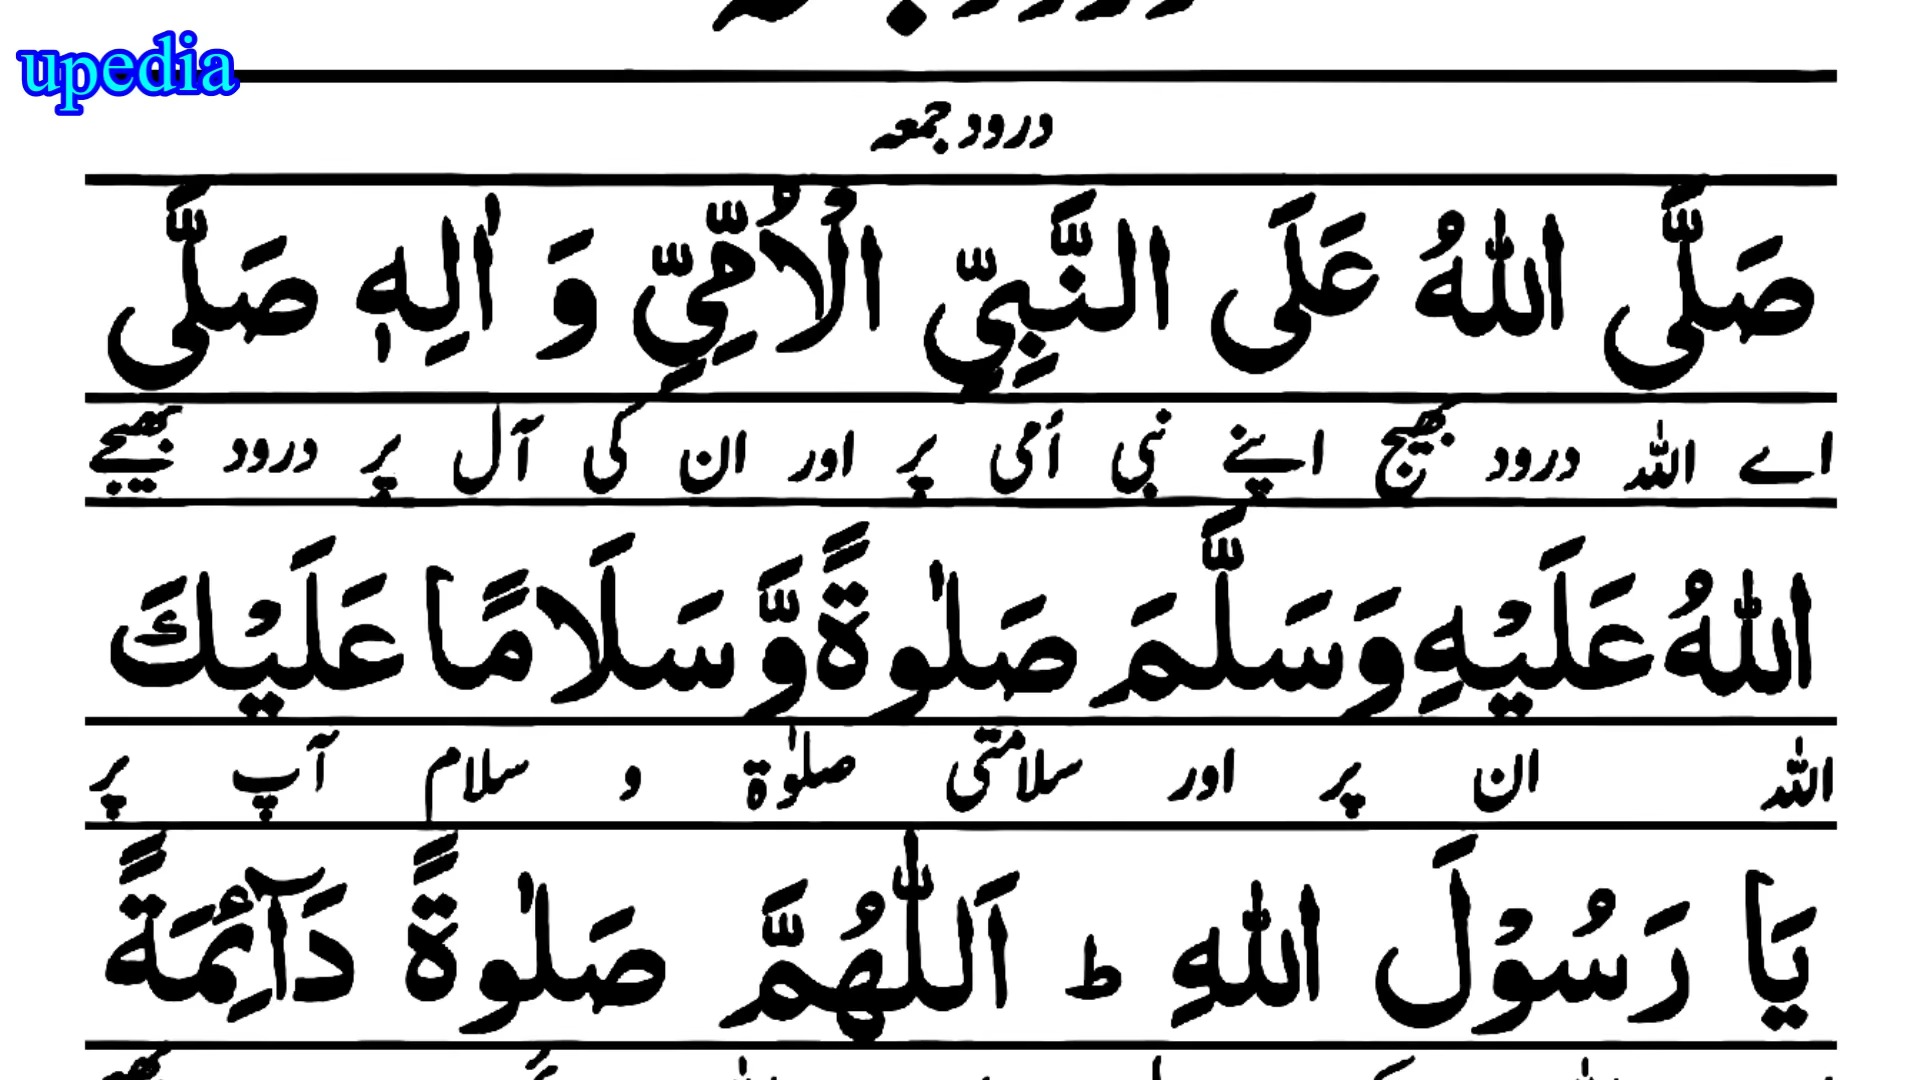 upedia
درود جمعہ
صَلَّى اللّٰهُ عَلَى النَّبِيِّ الْاُمِّيِّ وَ اٰلِهٖ صَلَّى
اے اللہ درود بھیج اپنے نبی اُمی پر اور ان کی آل پر درود بھیجے
اللّٰهُ عَلَيْهِ وَسَلَّمَ صَلٰوةً وَّسَلَامًا عَلَيْكَ
اللہ ان پر اور سلامتی صلوٰۃ و سلام آپ پر
يَا رَسُوْلَ اللّٰهِ ط اَللّٰهُمَّ صَلٰوةً دَآئِمَةً